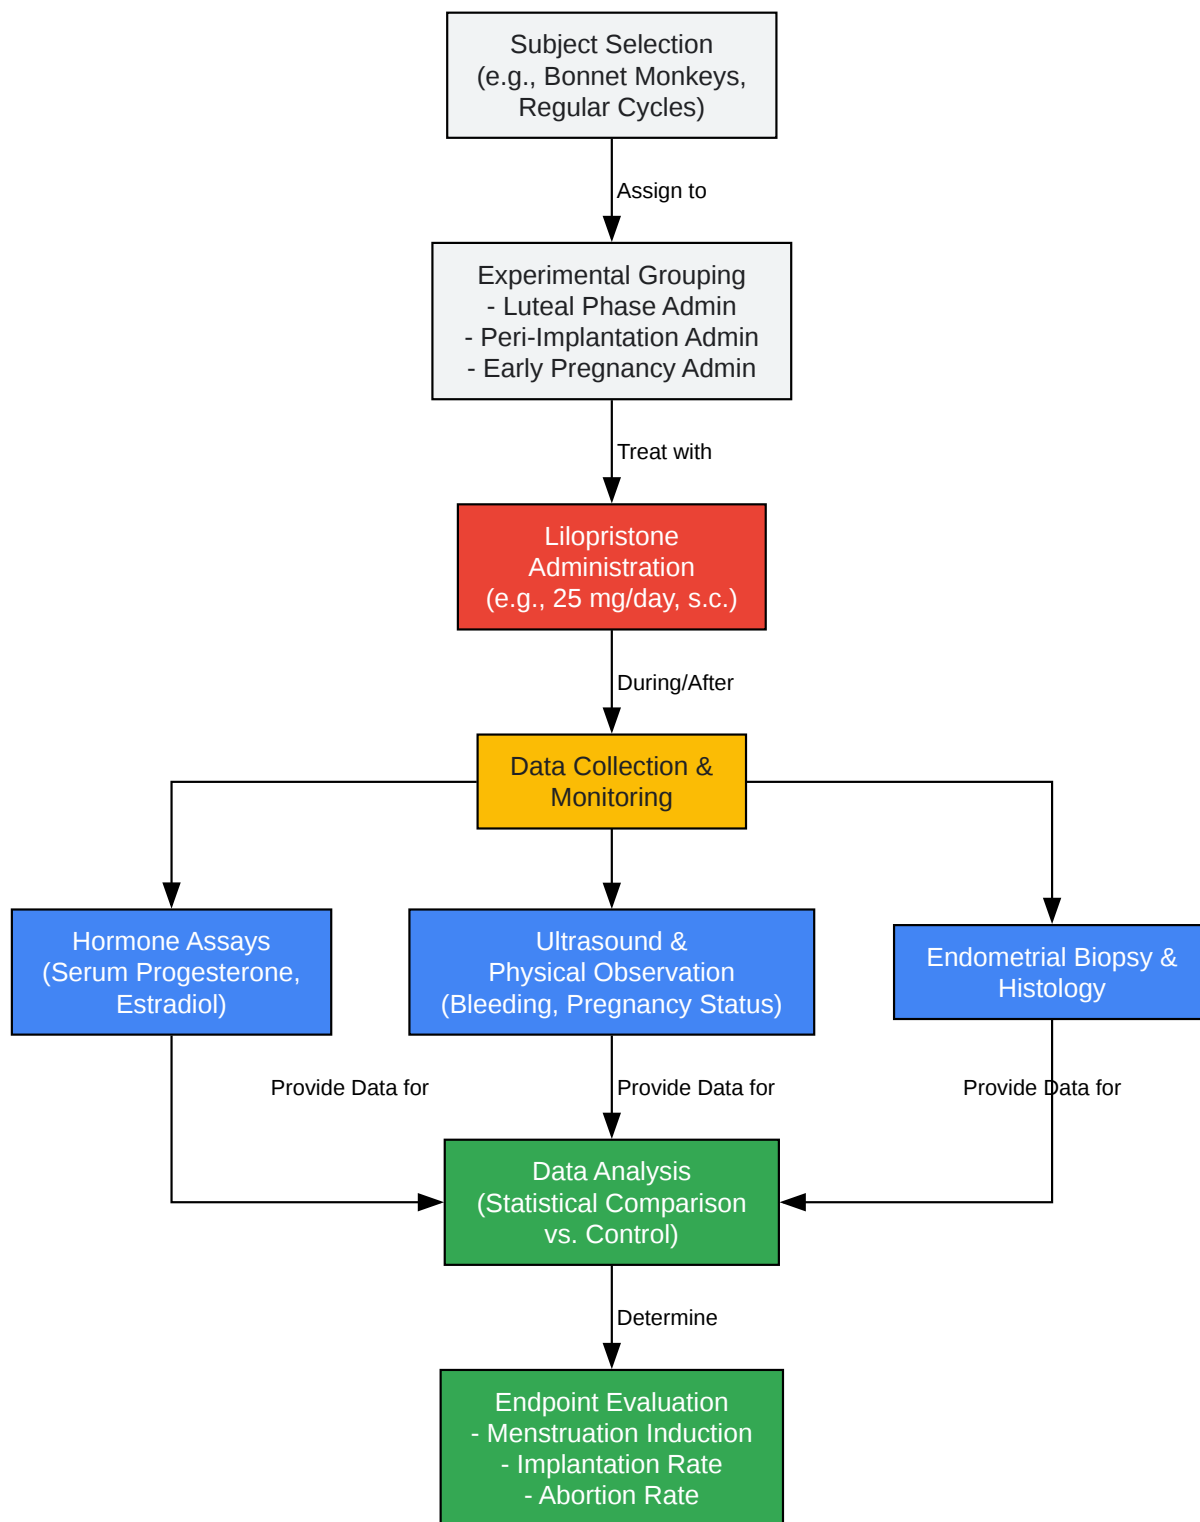 Subject Selection
(e.g., Bonnet Monkeys,
Regular Cycles)
Assign to
Experimental Grouping
- Luteal Phase Admin
- Peri-Implantation Admin
- Early Pregnancy Admin
Treat with
Lilopristone
Administration
(e.g., 25 mg/day, s.c.)
During/After
Data Collection &
Monitoring
Hormone Assays
(Serum Progesterone,
Estradiol)
Ultrasound &
Physical Observation
(Bleeding, Pregnancy Status)
Endometrial Biopsy &
Histology
Provide Data for
Provide Data for
Provide Data for
Data Analysis
(Statistical Comparison
vs. Control)
Determine
Endpoint Evaluation
- Menstruation Induction
- Implantation Rate
- Abortion Rate